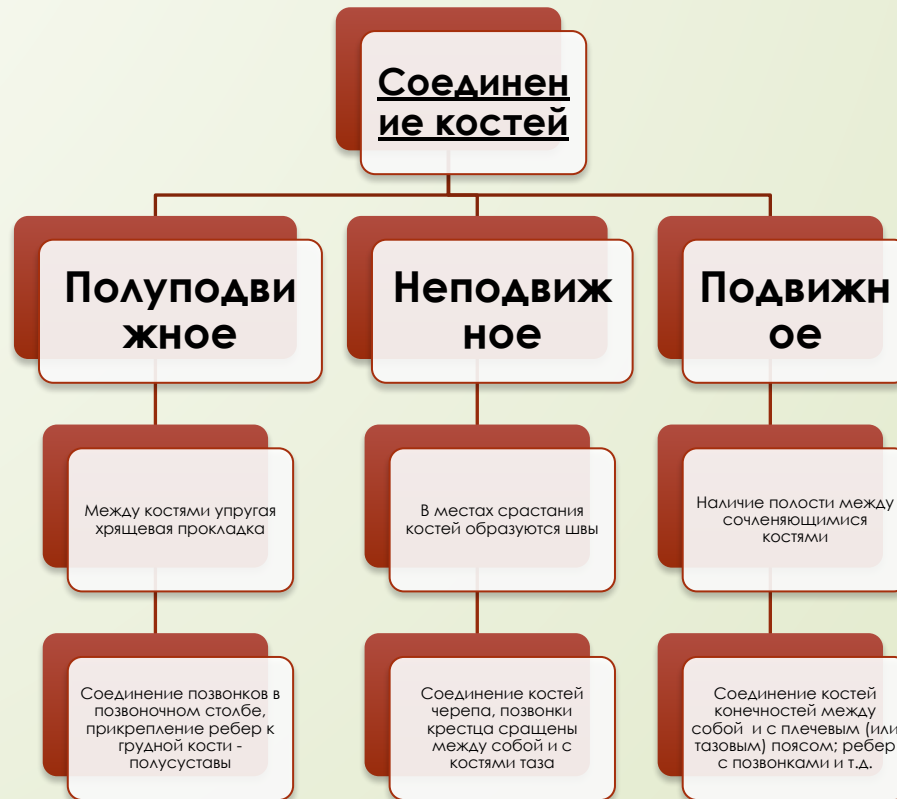 Соединен
ие костей
Полуподви
жное
Неподвиж
ное
Подвижн
ое
Между костями упругая
хрящевая прокладка
В местах срастания
костей образуются швы
Наличие полости между
сочленяющимися
костями
Соединение позвонков в
позвоночном столбе,
прикрепление ребер к
грудной кости -
полусуставы
Соединение костей
черепа, позвонки
крестца сращены
между собой и с
костями таза
Соединение костей
конечностей между
собой и с плечевым (или
тазовым) поясом; ребер
с позвонками и т.д.